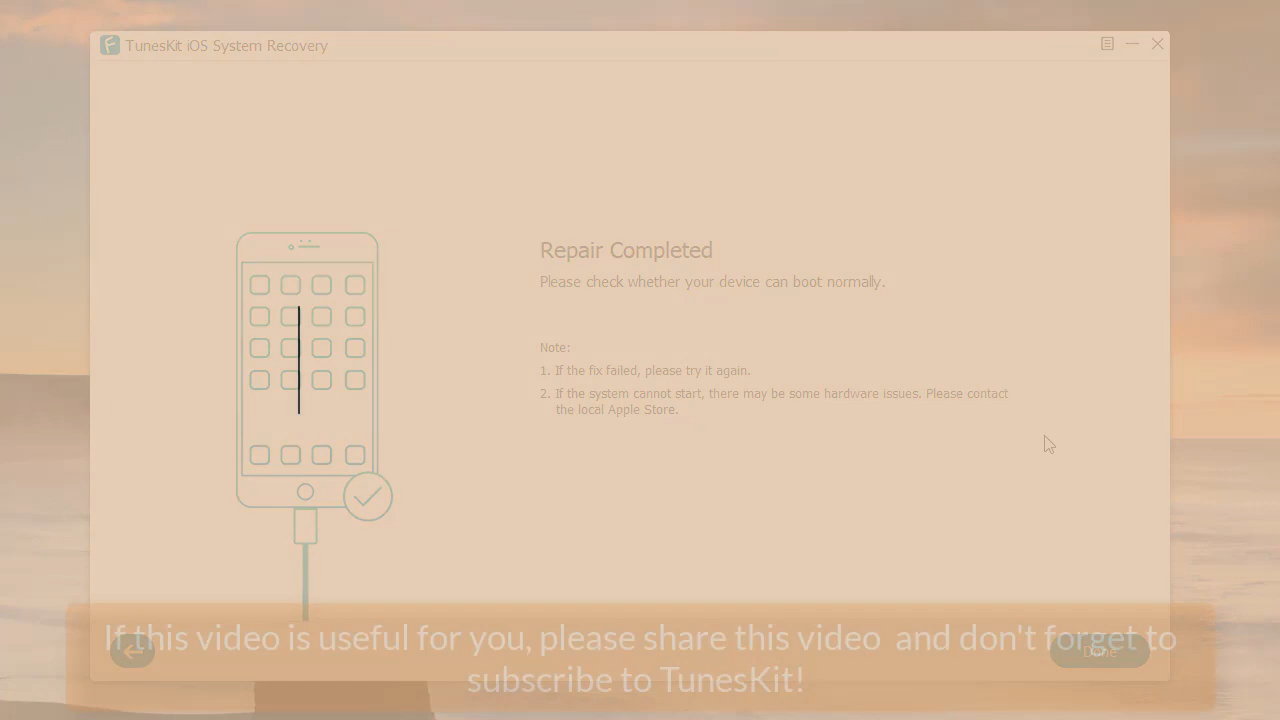 TunesKit iOS System Recovery
Repair Completed
Please check whether your device can boot normally.
Note:
1. If the fix failed, please try it again.
2. If the system cannot start, there may be some hardware issues. Please contact
the local Apple Store.
Done
If this video is useful for you, please share this video and don't forget to
subscribe to TunesKit!